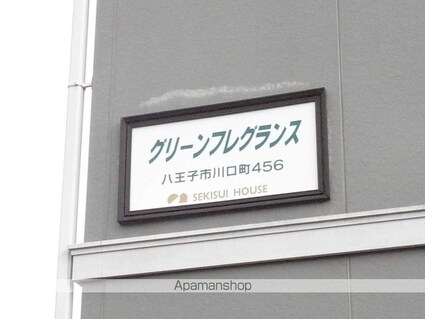 グリーンフレグランス
八王子市川口町456
SEKISUI HOUSE
Apamanshop